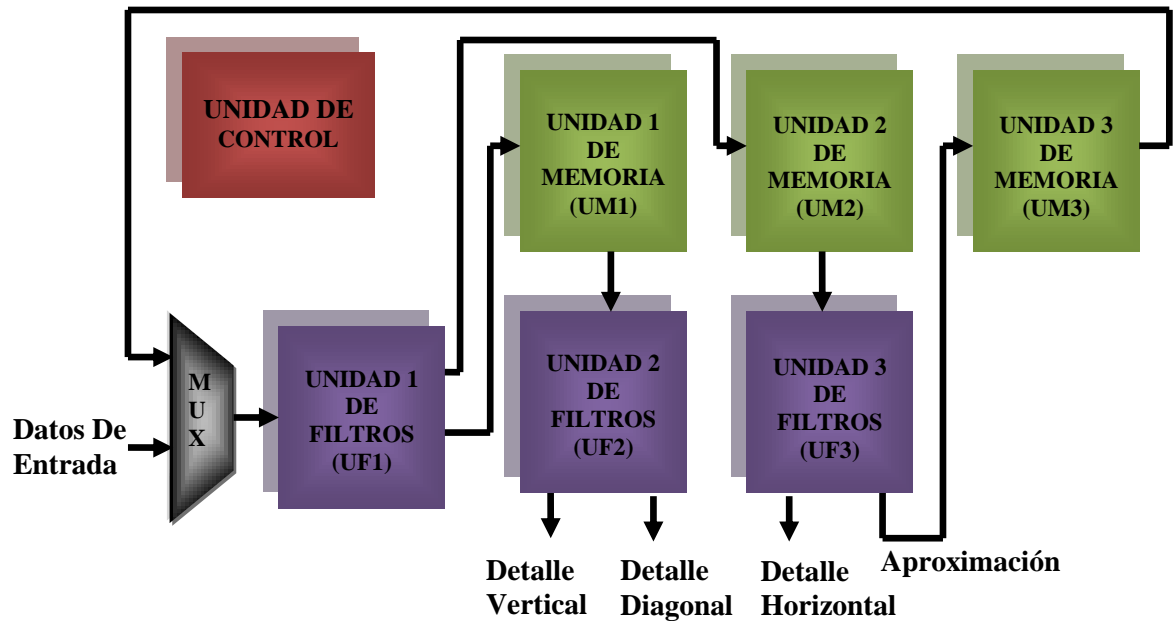 UNIDAD DE
CONTROL
UNIDAD 1
DE
MEMORIA
(UM1)
UNIDAD 2
DE
MEMORIA
(UM2)
UNIDAD 3
DE
MEMORIA
(UM3)
M
U
X
Datos De
Entrada
UNIDAD 1
DE
FILTROS
(UF1)
UNIDAD 2
DE
FILTROS
(UF2)
UNIDAD 3
DE
FILTROS
(UF3)
Detalle
Vertical
Detalle
Diagonal
Detalle
Horizontal
Aproximación